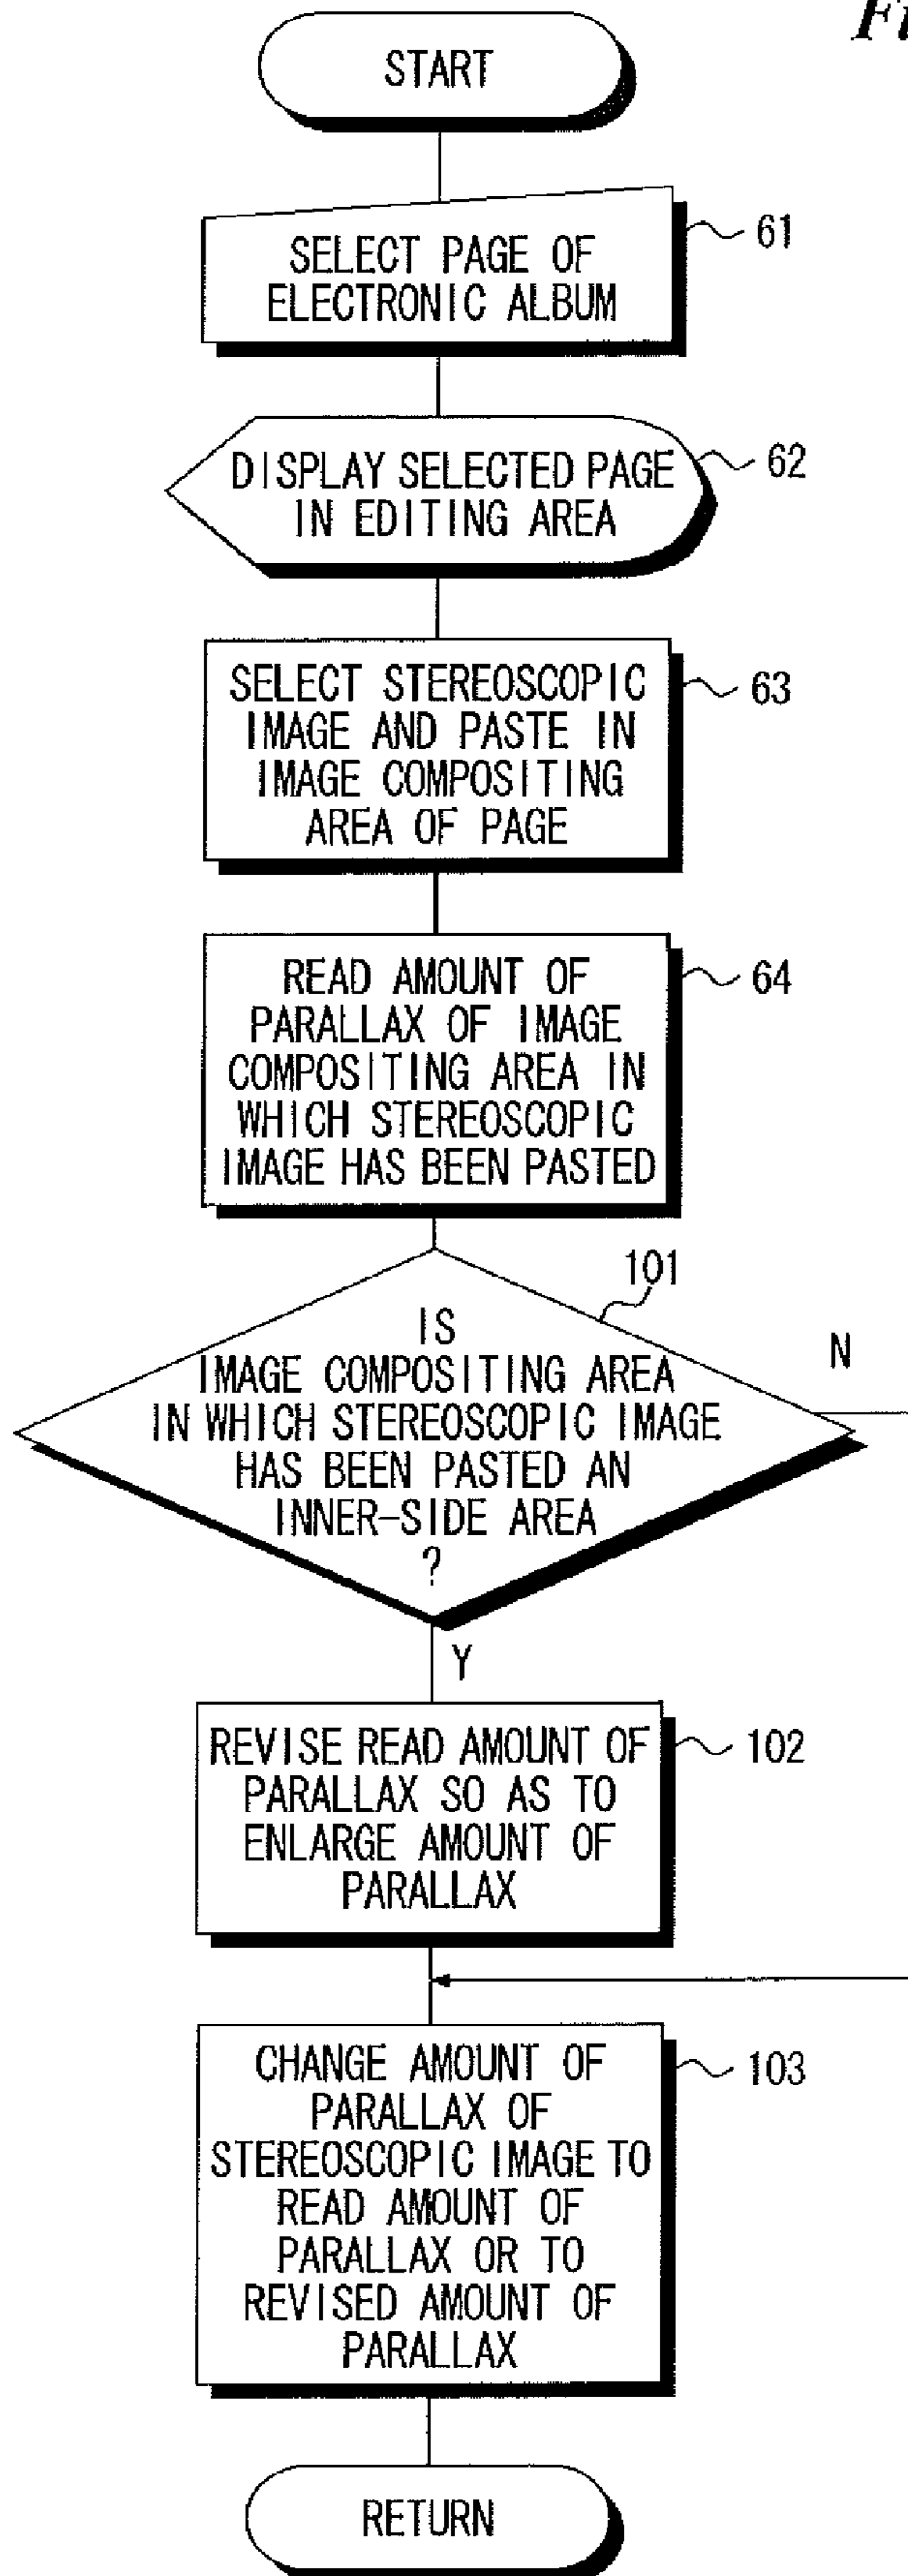 START
SELECT PAGE OF
ELECTRONIC ALBUM
61
DISPLAY SELECTED PAGE
IN EDITING AREA
62
SELECT STEREOSCOPIC
IMAGE AND PASTE IN
IMAGE COMPOSITING
AREA OF PAGE
63
READ AMOUNT OF
PARALLAX OF IMAGE
COMPOSITING AREA IN
WHICH STEREOSCOPIC
IMAGE HAS BEEN PASTED
64
101
IS
IMAGE COMPOSITING AREA
IN WHICH STEREOSCOPIC IMAGE
HAS BEEN PASTED AN
INNER-SIDE AREA
?
N
Y
REVISE READ AMOUNT OF
PARALLAX SO AS TO
ENLARGE AMOUNT OF
PARALLAX
102
CHANGE AMOUNT OF
PARALLAX OF
STEREOSCOPIC IMAGE TO
READ AMOUNT OF
PARALLAX OR TO
REVISED AMOUNT OF
PARALLAX
103
RETURN